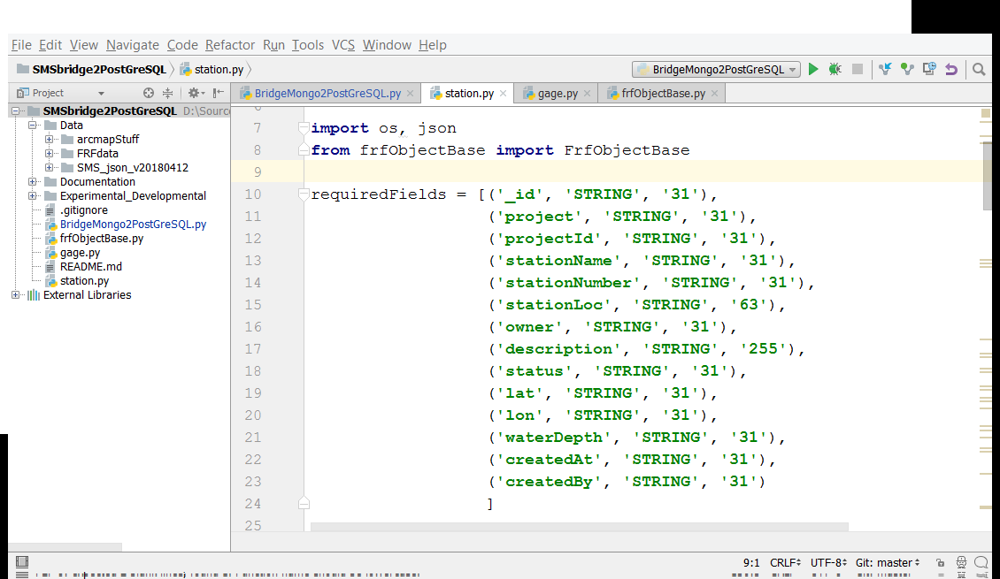 File Edit View Navigate Code Refactor Run Tools VCS Window Help
SMSbridge2PostGreSQL station.py BridgeMongo2PostGreSQL
Project BridgeMongo2PostGreSQL.py station.py gage.py frfObjectBase.py
SMSbridge2PostGreSQL D:\Sourc
Data
arcmapStuff
FRFdata
SMS_json_v20180412
Documentation
Experimental_Developmental
.gitignore
BridgeMongo2PostGreSQL.py
frfObjectBase.py
gage.py
README.md
station.py
External Libraries
7 import os, json
8 from frfObjectBase import FrfObjectBase
9
10 requiredFields = [('_id', 'STRING', '31'),
11 ('project', 'STRING', '31'),
12 ('projectId', 'STRING', '31'),
13 ('stationName', 'STRING', '31'),
14 ('stationNumber', 'STRING', '31'),
15 ('stationLoc', 'STRING', '63'),
16 ('owner', 'STRING', '31'),
17 ('description', 'STRING', '255'),
18 ('status', 'STRING', '31'),
19 ('lat', 'STRING', '31'),
20 ('lon', 'STRING', '31'),
21 ('waterDepth', 'STRING', '31'),
22 ('createdAt', 'STRING', '31'),
23 ('createdBy', 'STRING', '31')
24 ]
25
9:1 CRLF UTF-8 Git: master